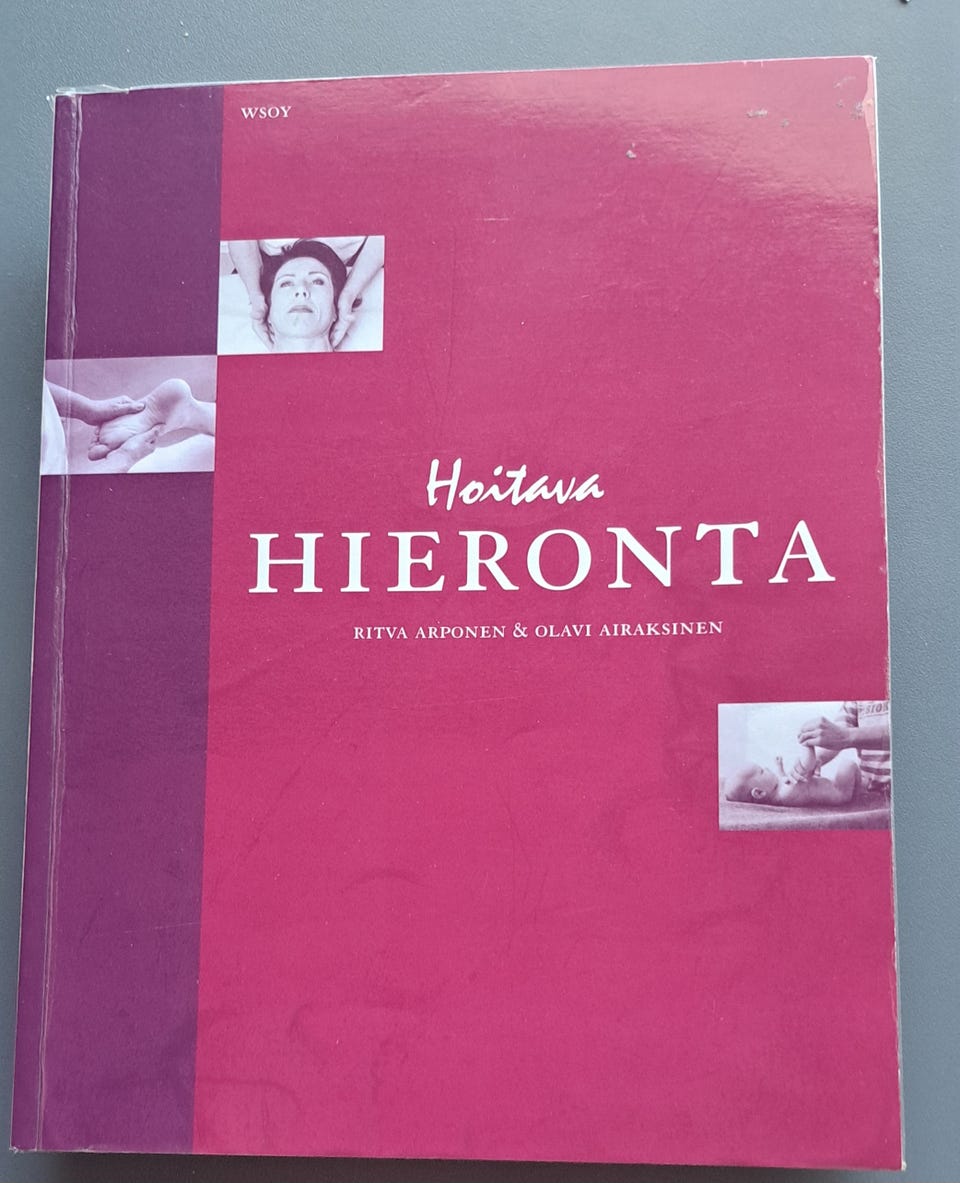 WSOY
Hoitava
HIERONTA
RITVA ARPONEN & OLAVI AIRAKSINEN